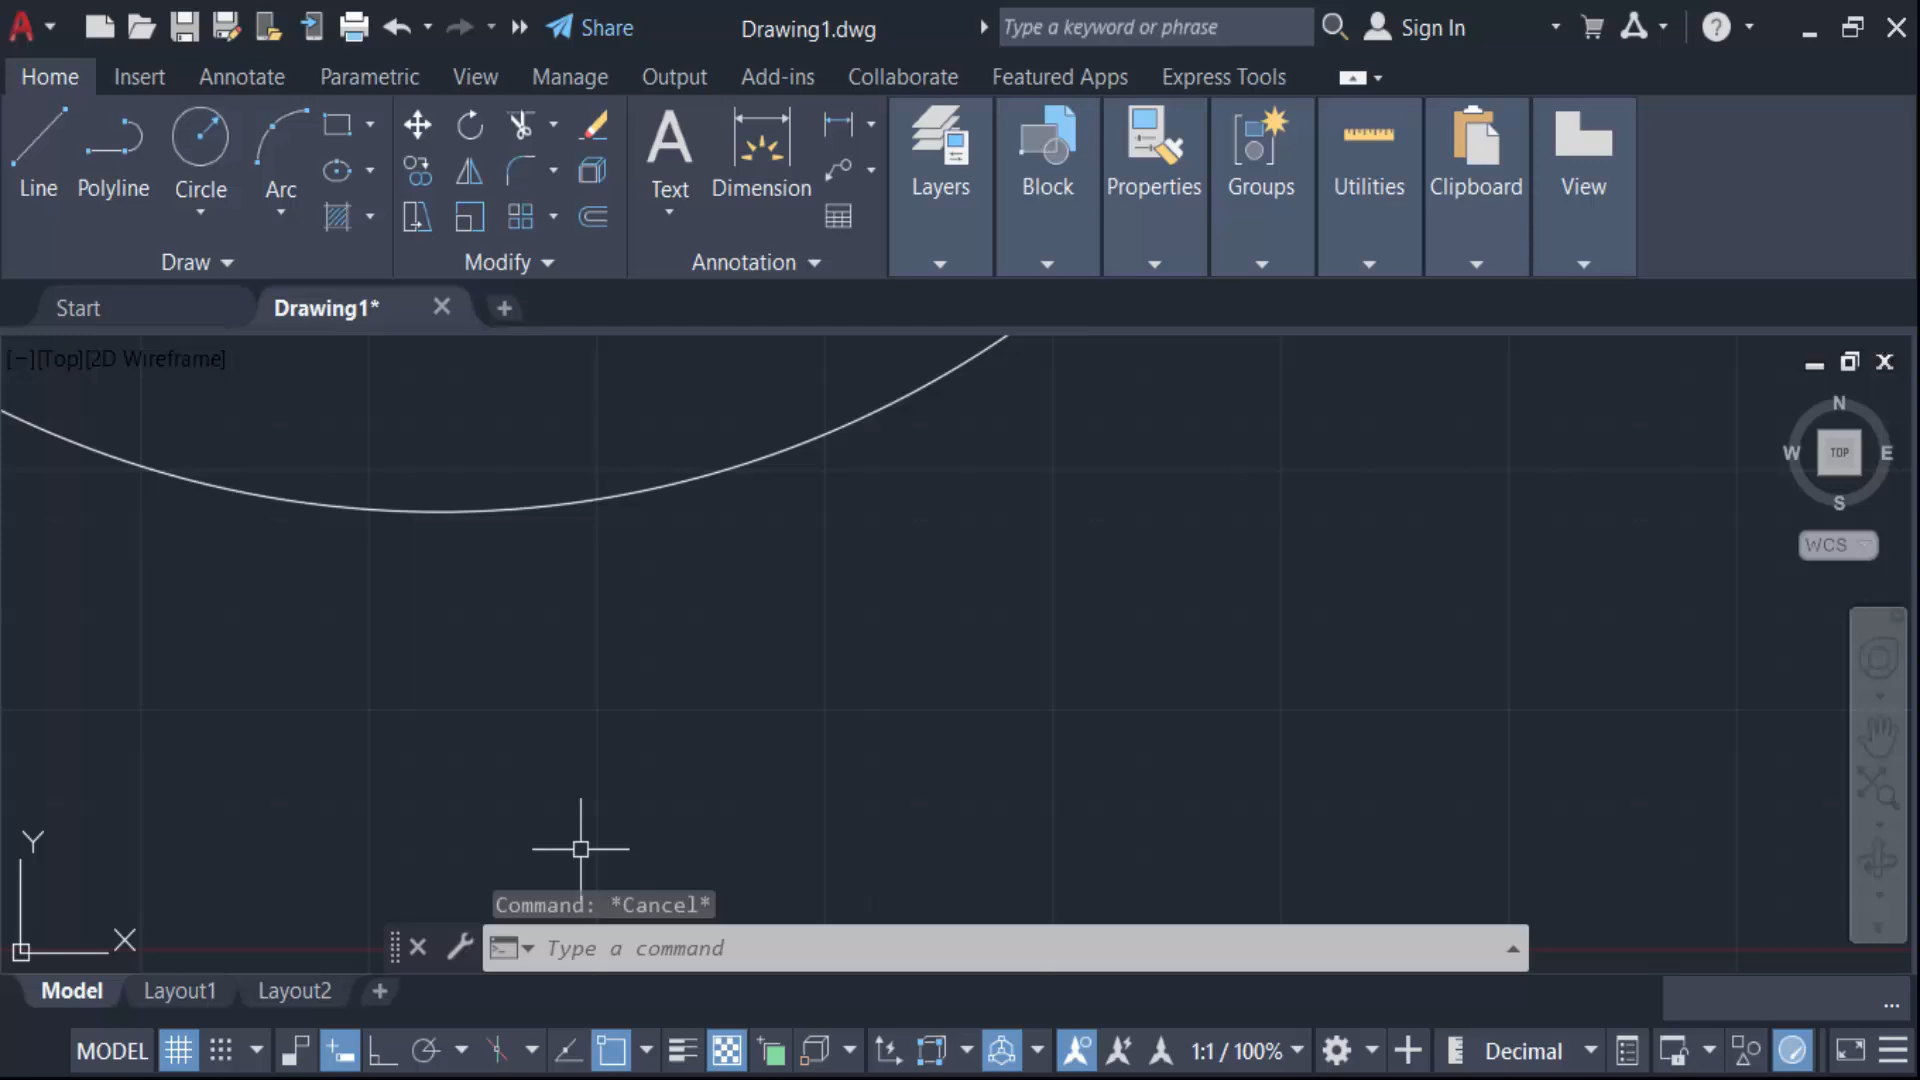 Share
Drawing1.dwg
Type a keyword or phrase
Sign In
Home
Insert
Annotate
Parametric
View
Manage
Output
Add-ins
Collaborate
Featured Apps
Express Tools
Line
Polyline
Circle
Arc
A
Text
Dimension
Layers
Block
Properties
Groups
Utilities
Clipboard
View
Draw
Modify
Annotation
Start
Drawing1*
[−][Top][2D Wireframe]
N
W
TOP
E
S
WCS
Y
X
Command: *Cancel*
Type a command
Model
Layout1
Layout2
...
MODEL
1:1 / 100%
Decimal